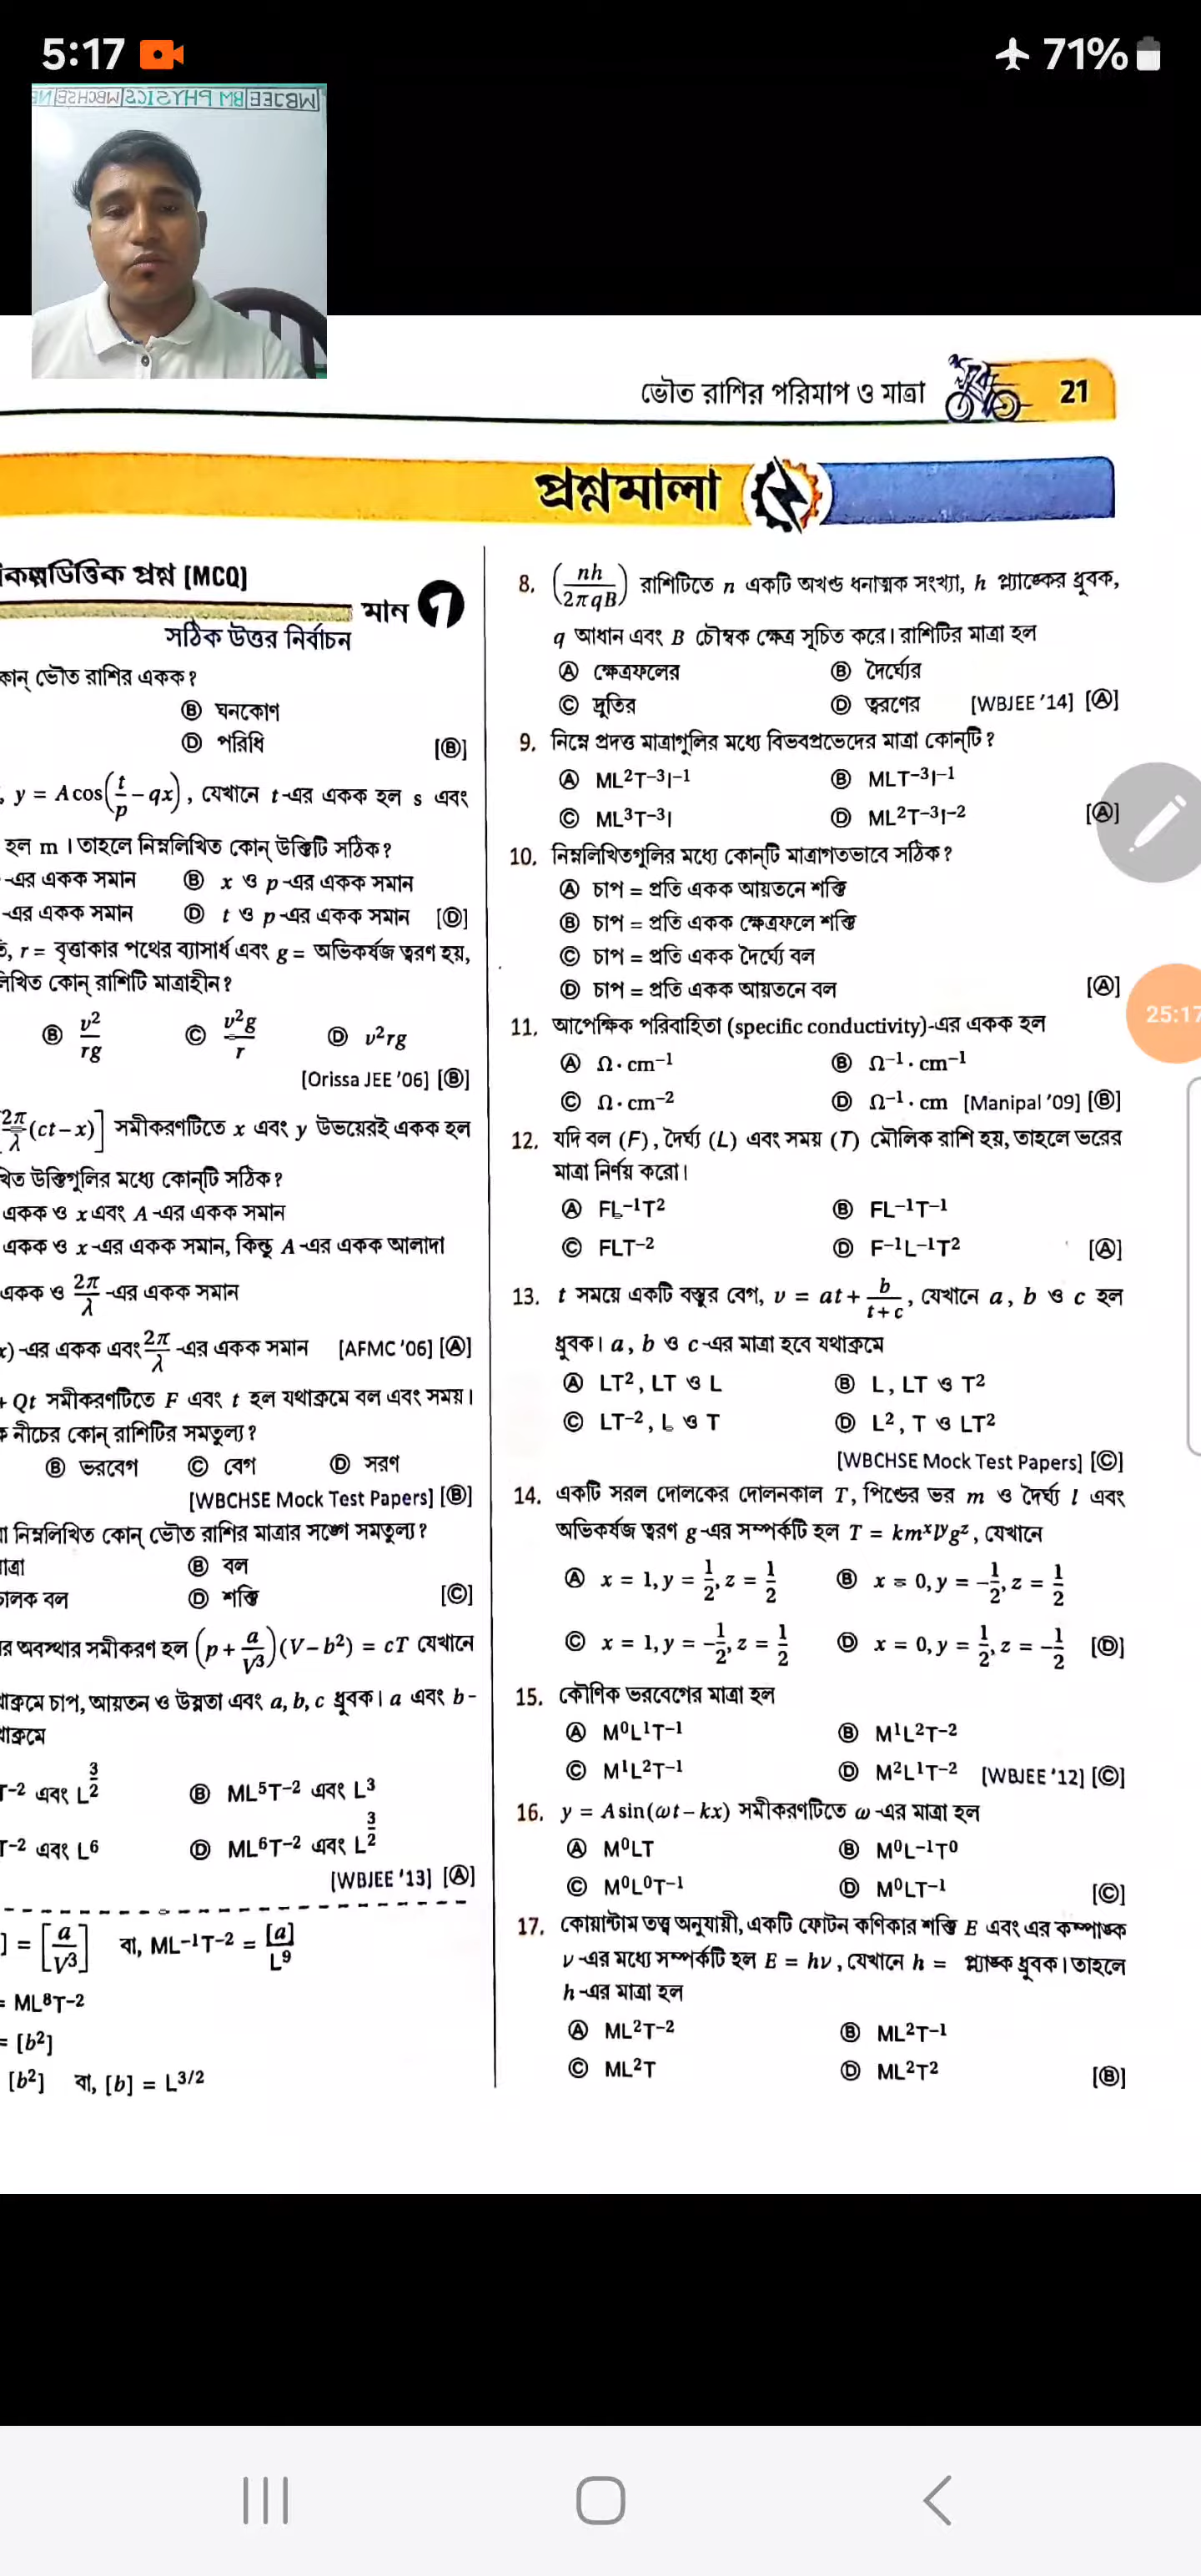 5:17
71%
ভৌত রাশির পরিমাপ ও মাত্রা 21
প্রশ্নমালা
[MCQ]
মান 1
সঠিক উত্তর নির্বাচন
কোন্ ভৌত রাশির একক?
Ⓑ ঘনকোণ
Ⓓ পরিধি [Ⓑ]
y = A cos(t/p − qx), যেখানে t-এর একক হল s এবং
হল m। তাহলে নিম্নলিখিত কোন্ উক্তিটি সঠিক?
-এর একক সমান Ⓑ x ও p-এর একক সমান
-এর একক সমান Ⓓ t ও p-এর একক সমান [Ⓓ]
r = বৃত্তাকার পথের ব্যাসার্ধ এবং g = অভিকর্ষজ ত্বরণ হয়,
কোন্ রাশিটি মাত্রাহীন?
Ⓑ v²/rg Ⓒ v²g/r Ⓓ v²rg
[Orissa JEE '06] [Ⓑ]
2π/λ (ct − x)] সমীকরণটিতে x এবং y উভয়েরই একক হল
উক্তিগুলির মধ্যে কোন্‌টি সঠিক?
একক ও x এবং A-এর একক সমান
একক ও x-এর একক সমান, কিন্তু A-এর একক আলাদা
একক ও 2π/λ-এর একক সমান
x)-এর একক এবং 2π/λ-এর একক সমান [AFMC '06] [Ⓐ]
+ Qt সমীকরণটিতে F এবং t হল যথাক্রমে বল এবং সময়।
নীচের কোন্ রাশিটির সমতুল্য?
Ⓑ ভরবেগ Ⓒ বেগ Ⓓ সরণ
[WBCHSE Mock Test Papers] [Ⓑ]
নিম্নলিখিত কোন্ ভৌত রাশির মাত্রার সঙ্গে সমতুল্য?
Ⓑ বল
চালক বল Ⓓ শক্তি [Ⓒ]
অবস্থার সমীকরণ হল (p + a/V³)(V − b²) = cT যেখানে
চাপ, আয়তন ও উষ্ণতা এবং a, b, c ধ্রুবক। a এবং b-
T⁻² এবং L^(3/2) Ⓑ ML⁵T⁻² এবং L³
T⁻² এবং L⁶ Ⓓ ML⁶T⁻² এবং L^(3/2)
[WBJEE '13] [Ⓐ]
] = [a/V³] বা, ML⁻¹T⁻² = [a]/L⁹
= ML⁸T⁻²
= [b²]
[b²] বা, [b] = L^(3/2)
8. (nh/2πqB) রাশিটিতে n একটি অখণ্ড ধনাত্মক সংখ্যা, h প্ল্যাঙ্কের ধ্রুবক,
q আধান এবং B চৌম্বক ক্ষেত্র সূচিত করে। রাশিটির মাত্রা হল
Ⓐ ক্ষেত্রফলের Ⓑ দৈর্ঘ্যের
Ⓒ দ্রুতির Ⓓ ত্বরণের [WBJEE '14] [Ⓐ]
9. নিম্নে প্রদত্ত মাত্রাগুলির মধ্যে বিভবপ্রভেদের মাত্রা কোন্‌টি?
Ⓐ ML²T⁻³I⁻¹ Ⓑ MLT⁻³I⁻¹
Ⓒ ML³T⁻³I Ⓓ ML²T⁻³I⁻² [Ⓐ]
10. নিম্নলিখিতগুলির মধ্যে কোন্‌টি মাত্রাগতভাবে সঠিক?
Ⓐ চাপ = প্রতি একক আয়তনে শক্তি
Ⓑ চাপ = প্রতি একক ক্ষেত্রফলে শক্তি
Ⓒ চাপ = প্রতি একক দৈর্ঘ্যে বল
Ⓓ চাপ = প্রতি একক আয়তনে বল [Ⓐ]
25:17
11. আপেক্ষিক পরিবাহিতা (specific conductivity)-এর একক হল
Ⓐ Ω·cm⁻¹ Ⓑ Ω⁻¹·cm⁻¹
Ⓒ Ω·cm⁻² Ⓓ Ω⁻¹·cm [Manipal '09] [Ⓑ]
12. যদি বল (F), দৈর্ঘ্য (L) এবং সময় (T) মৌলিক রাশি হয়, তাহলে ভরের
মাত্রা নির্ণয় করো।
Ⓐ FL⁻¹T² Ⓑ FL⁻¹T⁻¹
Ⓒ FLT⁻² Ⓓ F⁻¹L⁻¹T² [Ⓐ]
13. t সময়ে একটি বস্তুর বেগ, v = at + b/(t+c), যেখানে a, b ও c হল
ধ্রুবক। a, b ও c-এর মাত্রা হবে যথাক্রমে
Ⓐ LT², LT ও L Ⓑ L, LT ও T²
Ⓒ LT⁻², L ও T Ⓓ L², T ও LT²
[WBCHSE Mock Test Papers] [Ⓒ]
14. একটি সরল দোলকের দোলনকাল T, পিণ্ডের ভর m ও দৈর্ঘ্য l এবং
অভিকর্ষজ ত্বরণ g-এর সম্পর্কটি হল T = kmˣlʸgᶻ, যেখানে
Ⓐ x = 1, y = 1/2, z = 1/2 Ⓑ x = 0, y = −1/2, z = 1/2
Ⓒ x = 1, y = −1/2, z = 1/2 Ⓓ x = 0, y = 1/2, z = −1/2 [Ⓓ]
15. কৌণিক ভরবেগের মাত্রা হল
Ⓐ M⁰L¹T⁻¹ Ⓑ M¹L²T⁻²
Ⓒ M¹L²T⁻¹ Ⓓ M²L¹T⁻² [WBJEE '12] [Ⓒ]
16. y = A sin(ωt − kx) সমীকরণটিতে ω-এর মাত্রা হল
Ⓐ M⁰LT Ⓑ M⁰L⁻¹T⁰
Ⓒ M⁰L⁰T⁻¹ Ⓓ M⁰LT⁻¹ [Ⓒ]
17. কোয়ান্টাম তত্ত্ব অনুযায়ী, একটি ফোটন কণিকার শক্তি E এবং এর কম্পাঙ্ক
ν-এর মধ্যে সম্পর্কটি হল E = hν, যেখানে h = প্ল্যাঙ্ক ধ্রুবক। তাহলে
h-এর মাত্রা হল
Ⓐ ML²T⁻² Ⓑ ML²T⁻¹
Ⓒ ML²T Ⓓ ML²T² [Ⓑ]